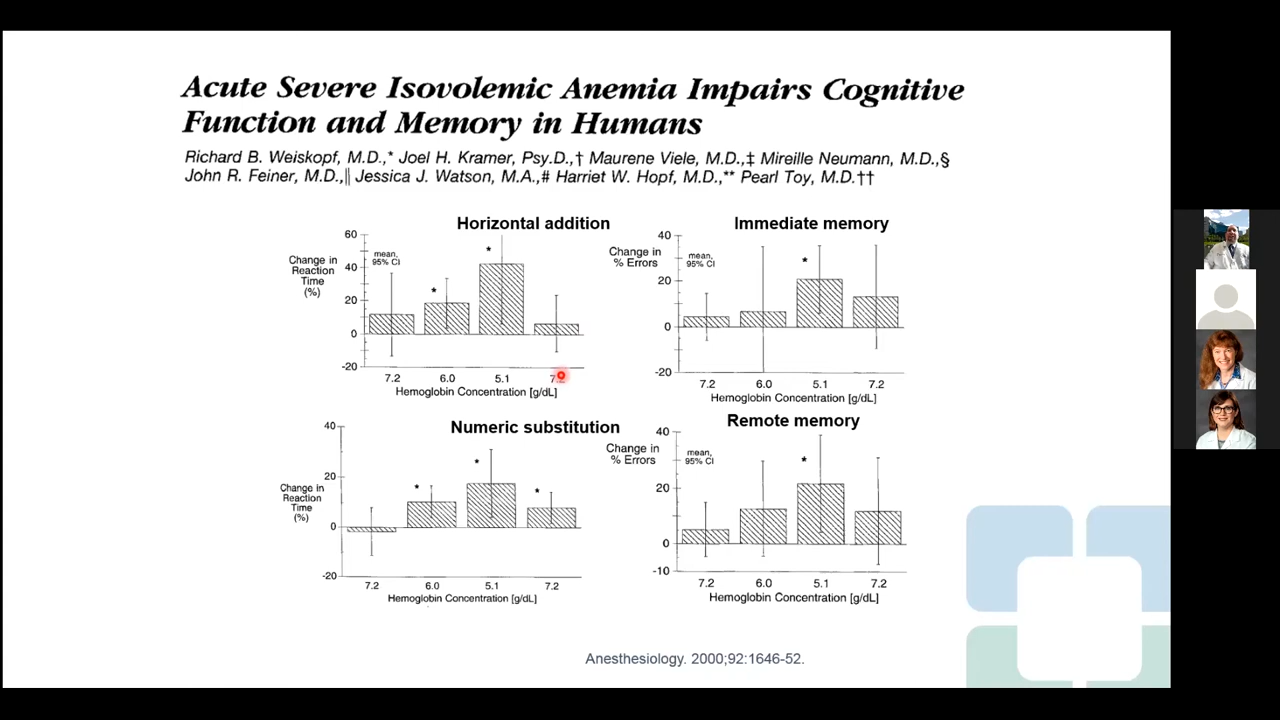 Acute Severe Isovolemic Anemia Impairs Cognitive
Function and Memory in Humans
Richard B. Weiskopf, M.D.,* Joel H. Kramer, Psy.D.,† Maurene Viele, M.D.,‡ Mireille Neumann, M.D.,§
John R. Feiner, M.D.,|| Jessica J. Watson, M.A.,# Harriet W. Hopf, M.D.,** Pearl Toy, M.D.††
Horizontal addition
Change in
Reaction
Time
(%)
mean,
95% CI
60
40
20
0
-20
*
*
7.2 6.0 5.1
Hemoglobin Concentration [g/dL]
Immediate memory
Change in
% Errors
mean,
95% CI
40
20
0
-20
*
7.2 6.0 5.1 7.2
Hemoglobin Concentration [g/dL]
Numeric substitution
Change in
Reaction
Time
(%)
40
20
0
-20
*
*
*
7.2 6.0 5.1 7.2
Hemoglobin Concentration [g/dL]
Remote memory
Change in
% Errors
mean,
95% CI
40
20
0
-10
*
7.2 6.0 5.1 7.2
Hemoglobin Concentration [g/dL]
Anesthesiology. 2000;92:1646-52.